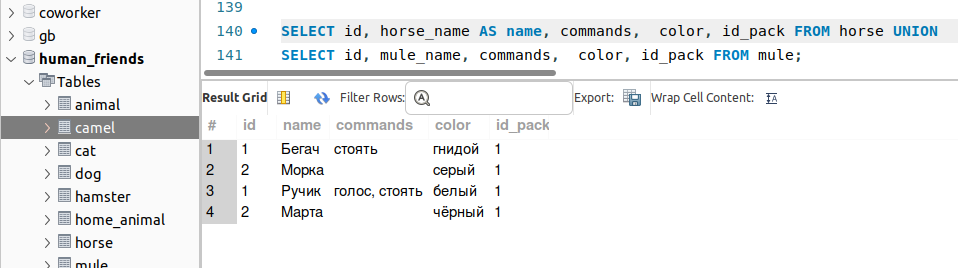 coworker
gb
human_friends
Tables
animal
camel
cat
dog
hamster
home_animal
horse
mule
139
140 SELECT id, horse_name AS name, commands, color, id_pack FROM horse UNION
141 SELECT id, mule_name, commands, color, id_pack FROM mule;
Result Grid Filter Rows: Export: Wrap Cell Content: IA
# id name commands color id_pack
1 1 Бегач стоять гнидой 1
2 2 Морка серый 1
3 1 Ручик голос, стоять белый 1
4 2 Марта чёрный 1